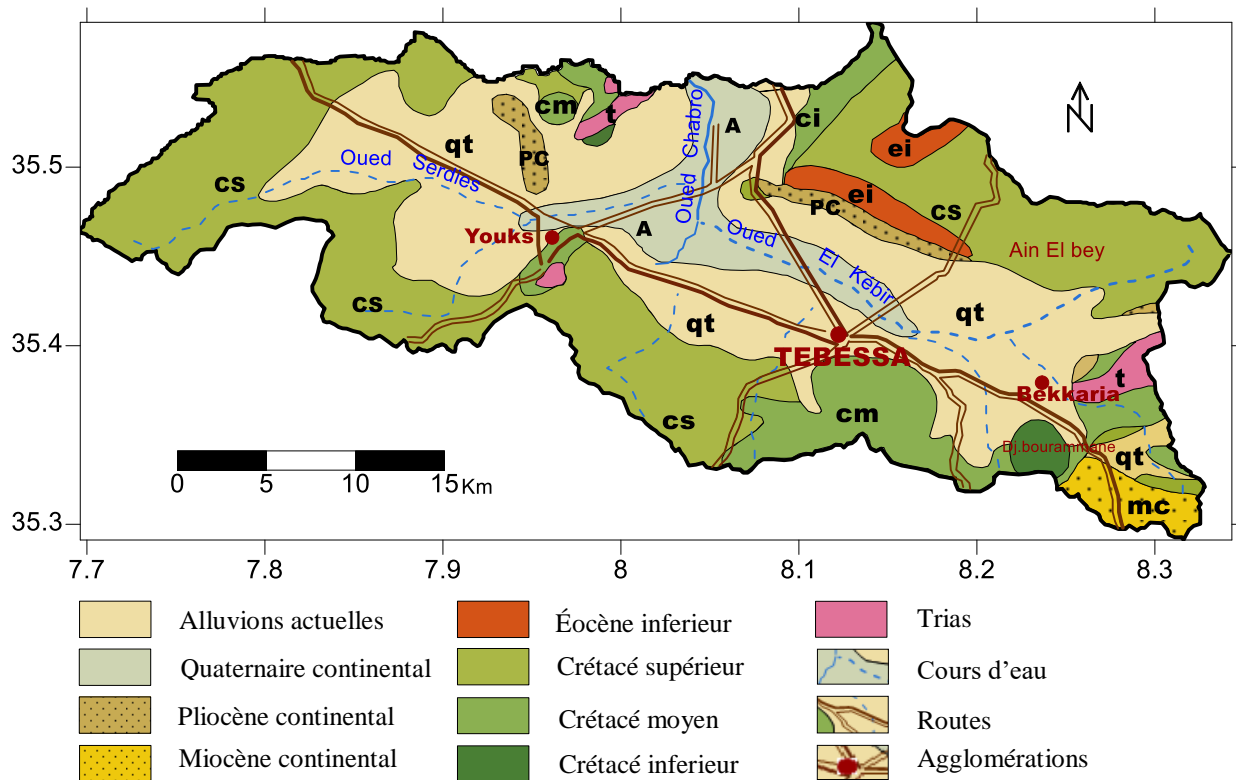 N
cm
t
A
ci
Oued Chabro
qt
PC
ei
35.5
Oued Serdies
cs
ei
PC
cs
A
Oued El Kébir
Youks
Ain El bey
cs
qt
qt
35.4
TEBESSA
t
Bekkaria
cs
cm
Dj.bourammane
qt
0 5 10 15 Km
mc
35.3
7.7 7.8 7.9 8 8.1 8.2 8.3
Alluvions actuelles
Éocène inferieur
Trias
Quaternaire continental
Crétacé supérieur
Cours d’eau
Pliocène continental
Crétacé moyen
Routes
Miocène continental
Crétacé inferieur
Agglomérations